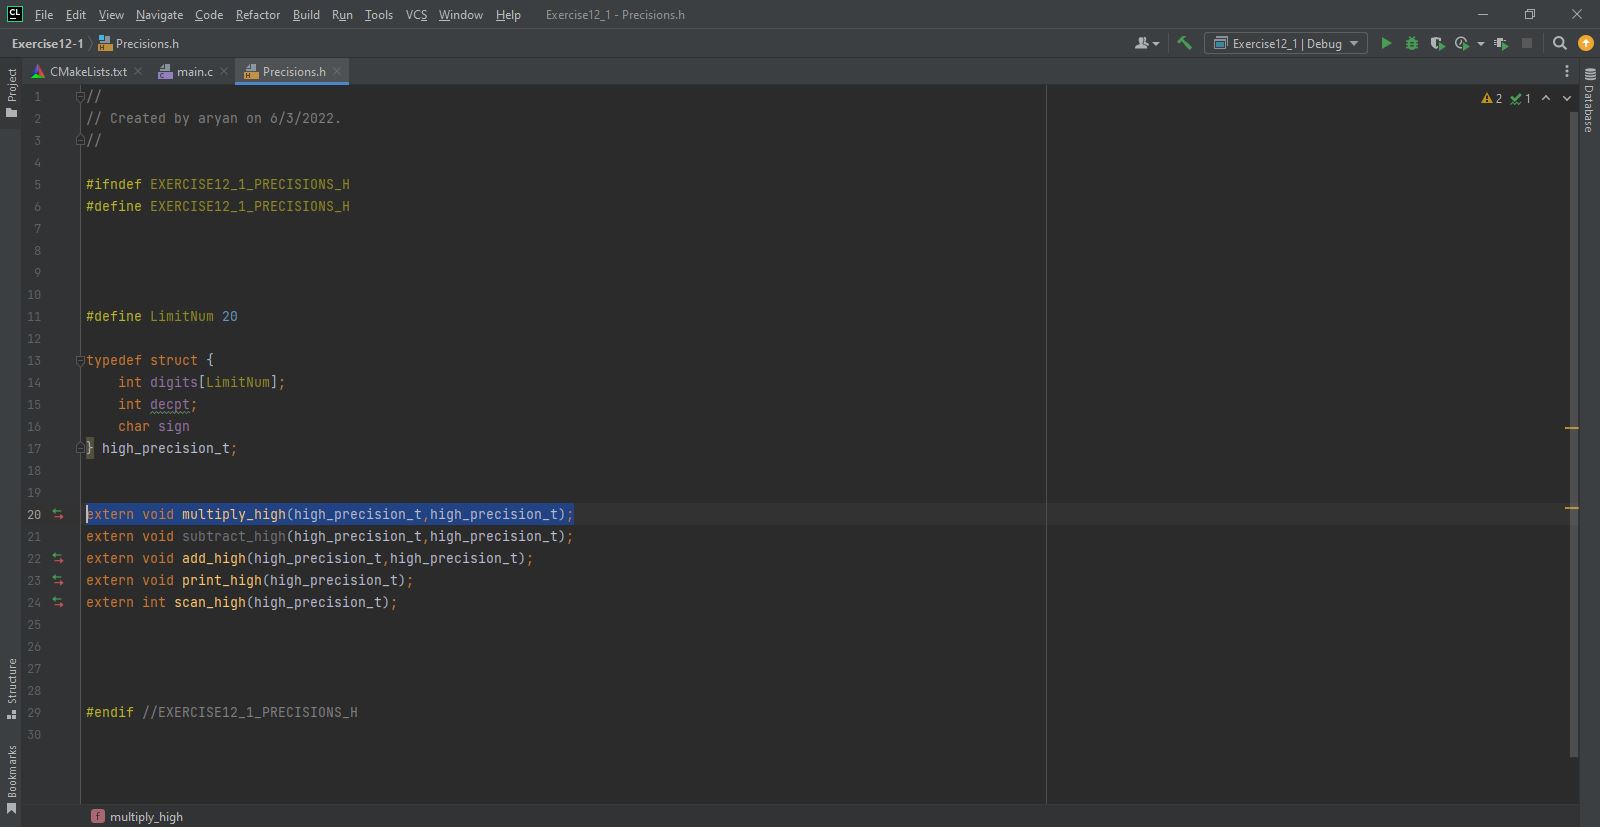 CL File Edit View Navigate Code Refactor Build Run Tools VCS Window Help Exercise12_1 - Precisions.h
Exercise12-1 Precisions.h Exercise12_1 | Debug
CMakeLists.txt main.c Precisions.h
Project
Database
2 1
1 //
2 // Created by aryan on 6/3/2022.
3 //
4
5 #ifndef EXERCISE12_1_PRECISIONS_H
6 #define EXERCISE12_1_PRECISIONS_H
7
8
9
10
11 #define LimitNum 20
12
13 typedef struct {
14 int digits[LimitNum];
15 int decpt;
16 char sign
17 } high_precision_t;
18
19
20 extern void multiply_high(high_precision_t,high_precision_t);
21 extern void subtract_high(high_precision_t,high_precision_t);
22 extern void add_high(high_precision_t,high_precision_t);
23 extern void print_high(high_precision_t);
24 extern int scan_high(high_precision_t);
25
26
27
28
29 #endif //EXERCISE12_1_PRECISIONS_H
30
Structure
Bookmarks
f multiply_high